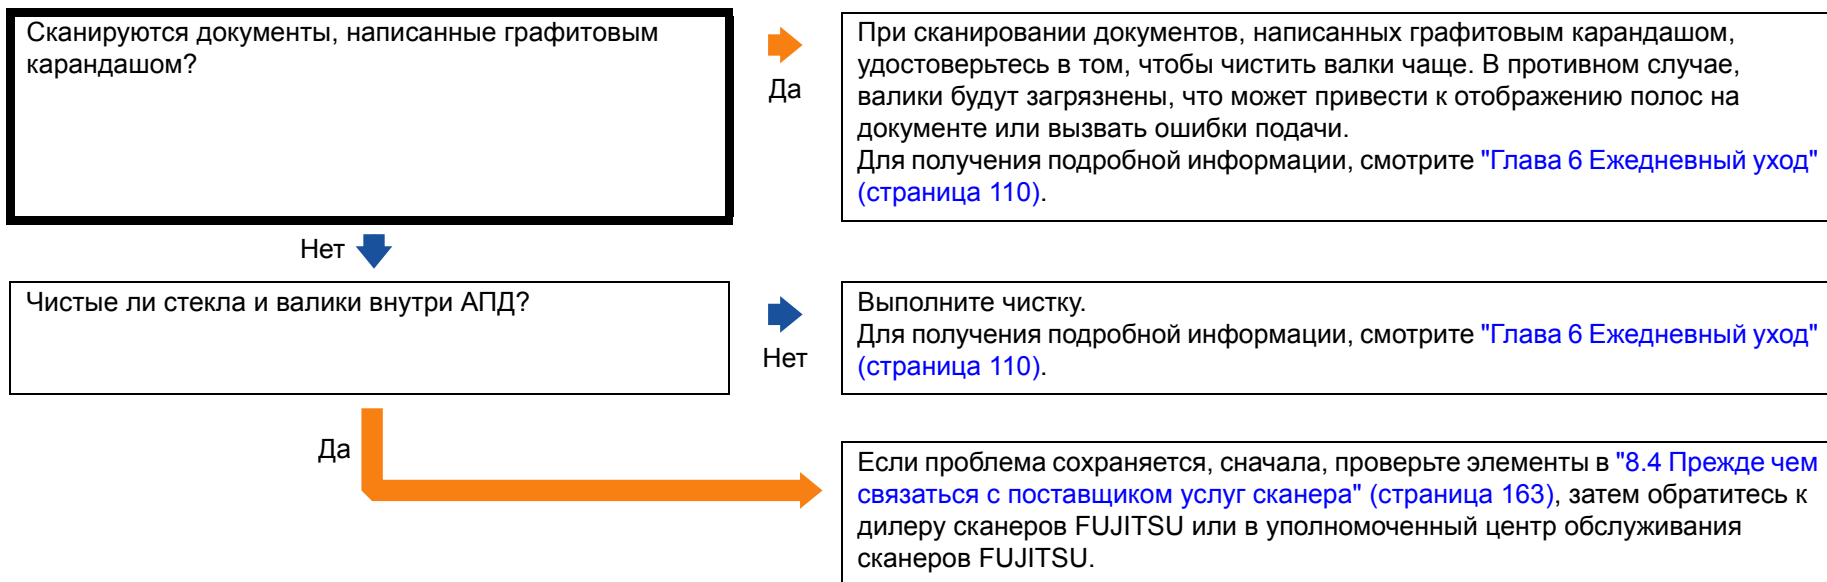 Сканируются документы, написанные графитовым
карандашом?
Да
При сканировании документов, написанных графитовым карандашом,
удостоверьтесь в том, чтобы чистить валки чаще. В противном случае,
валики будут загрязнены, что может привести к отображению полос на
документе или вызвать ошибки подачи.
Для получения подробной информации, смотрите "Глава 6 Ежедневный уход"
(страница 110).
Нет
Чистые ли стекла и валики внутри АПД?
Нет
Выполните чистку.
Для получения подробной информации, смотрите "Глава 6 Ежедневный уход"
(страница 110).
Да
Если проблема сохраняется, сначала, проверьте элементы в "8.4 Прежде чем
связаться с поставщиком услуг сканера" (страница 163), затем обратитесь к
дилеру сканеров FUJITSU или в уполномоченный центр обслуживания
сканеров FUJITSU.